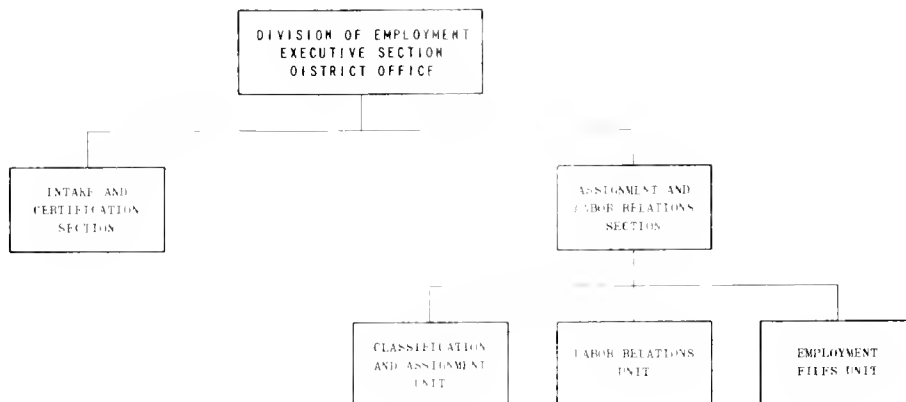 DIVISION OF EMPLOYMENT
EXECUTIVE SECTION
DISTRICT OFFICE
INTAKE AND
CERTIFICATION
SECTION
ASSIGNMENT AND
LABOR RELATIONS
SECTION
CLASSIFICATION
AND ASSIGNMENT
UNIT
LABOR RELATIONS
UNIT
EMPLOYMENT
FILES UNIT